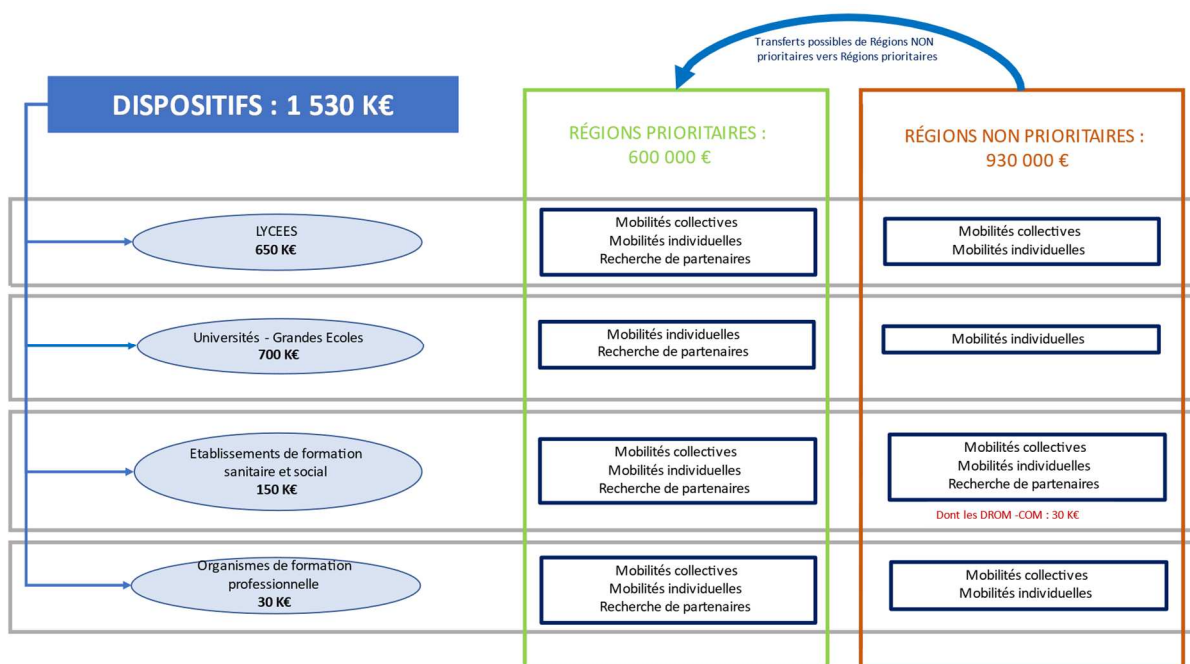 Transferts possibles de Régions NON
prioritaires vers Régions prioritaires
DISPOSITIFS : 1 530 K€
RÉGIONS PRIORITAIRES :
600 000 €
RÉGIONS NON PRIORITAIRES :
930 000 €
LYCEES
650 K€
Mobilités collectives
Mobilités individuelles
Recherche de partenaires
Mobilités collectives
Mobilités individuelles
Universités - Grandes Ecoles
700 K€
Mobilités individuelles
Recherche de partenaires
Mobilités individuelles
Etablissements de formation
sanitaire et social
150 K€
Mobilités collectives
Mobilités individuelles
Recherche de partenaires
Mobilités collectives
Mobilités individuelles
Recherche de partenaires
Dont les DROM -COM : 30 K€
Organismes de formation
professionnelle
30 K€
Mobilités collectives
Mobilités individuelles
Recherche de partenaires
Mobilités collectives
Mobilités individuelles